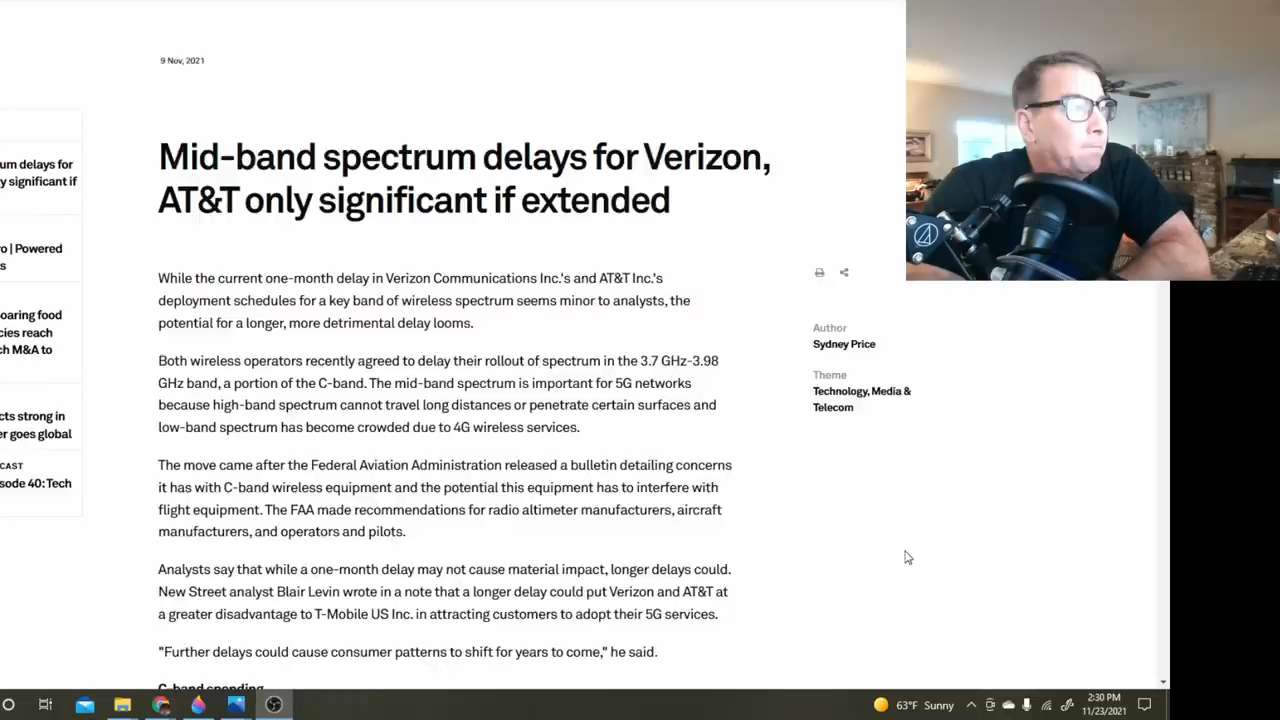 9 Nov, 2021
um delays for
y significant if
Mid-band spectrum delays for Verizon,
AT&T only significant if extended
o | Powered
s
oaring food
cies reach
ch M&A to
cts strong in
er goes global
CAST
sode 40: Tech
While the current one-month delay in Verizon Communications Inc.'s and AT&T Inc.'s
deployment schedules for a key band of wireless spectrum seems minor to analysts, the
potential for a longer, more detrimental delay looms.
Both wireless operators recently agreed to delay their rollout of spectrum in the 3.7 GHz-3.98
GHz band, a portion of the C-band. The mid-band spectrum is important for 5G networks
because high-band spectrum cannot travel long distances or penetrate certain surfaces and
low-band spectrum has become crowded due to 4G wireless services.
The move came after the Federal Aviation Administration released a bulletin detailing concerns
it has with C-band wireless equipment and the potential this equipment has to interfere with
flight equipment. The FAA made recommendations for radio altimeter manufacturers, aircraft
manufacturers, and operators and pilots.
Analysts say that while a one-month delay may not cause material impact, longer delays could.
New Street analyst Blair Levin wrote in a note that a longer delay could put Verizon and AT&T at
a greater disadvantage to T-Mobile US Inc. in attracting customers to adopt their 5G services.
"Further delays could cause consumer patterns to shift for years to come," he said.
C-band spending
Author
Sydney Price
Theme
Technology, Media &
Telecom
63°F Sunny
2:30 PM
11/23/2021